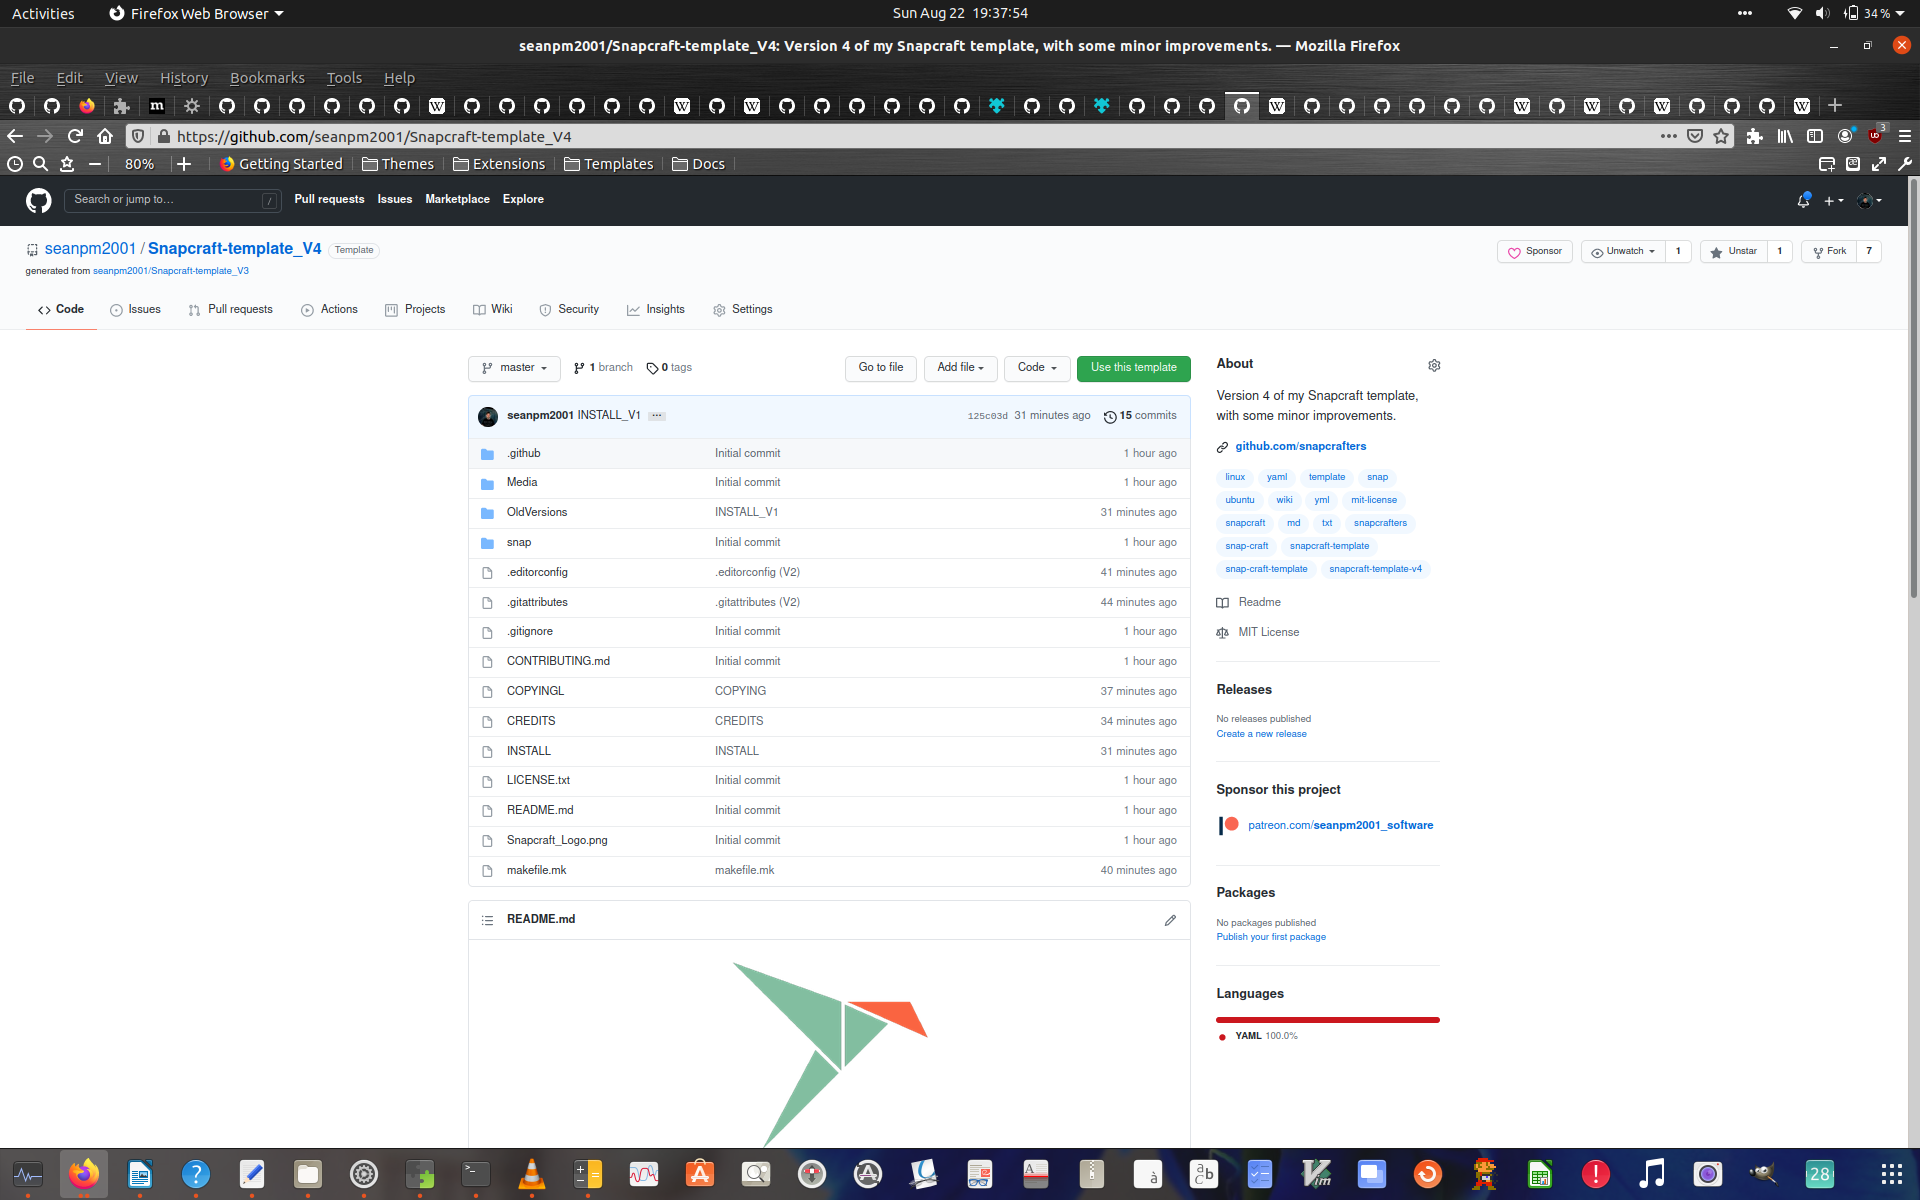 Activities
Firefox Web Browser
Sun Aug 22 19:37:54
34%
seanpm2001/Snapcraft-template_V4: Version 4 of my Snapcraft template, with some minor improvements. — Mozilla Firefox
File Edit View History Bookmarks Tools Help
https://github.com/seanpm2001/Snapcraft-template_V4
3
80%
Getting Started
Themes
Extensions
Templates
Docs
Search or jump to…
/
Pull requests
Issues
Marketplace
Explore
seanpm2001 / Snapcraft-template_V4
Template
generated from seanpm2001/Snapcraft-template_V3
Sponsor
Unwatch
1
Unstar
1
Fork
7
Code
Issues
Pull requests
Actions
Projects
Wiki
Security
Insights
Settings
master
1 branch
0 tags
Go to file
Add file
Code
Use this template
seanpm2001 INSTALL_V1
125c03d 31 minutes ago
15 commits
.github Initial commit 1 hour ago
Media Initial commit 1 hour ago
OldVersions INSTALL_V1 31 minutes ago
snap Initial commit 1 hour ago
.editorconfig .editorconfig (V2) 41 minutes ago
.gitattributes .gitattributes (V2) 44 minutes ago
.gitignore Initial commit 1 hour ago
CONTRIBUTING.md Initial commit 1 hour ago
COPYINGL COPYING 37 minutes ago
CREDITS CREDITS 34 minutes ago
INSTALL INSTALL 31 minutes ago
LICENSE.txt Initial commit 1 hour ago
README.md Initial commit 1 hour ago
Snapcraft_Logo.png Initial commit 1 hour ago
makefile.mk makefile.mk 40 minutes ago
README.md
About
Version 4 of my Snapcraft template,
with some minor improvements.
github.com/snapcrafters
linux yaml template snap
ubuntu wiki yml mit-license
snapcraft md txt snapcrafters
snap-craft snapcraft-template
snap-craft-template snapcraft-template-v4
Readme
MIT License
Releases
No releases published
Create a new release
Sponsor this project
patreon.com/seanpm2001_software
Packages
No packages published
Publish your first package
Languages
YAML 100.0%
28